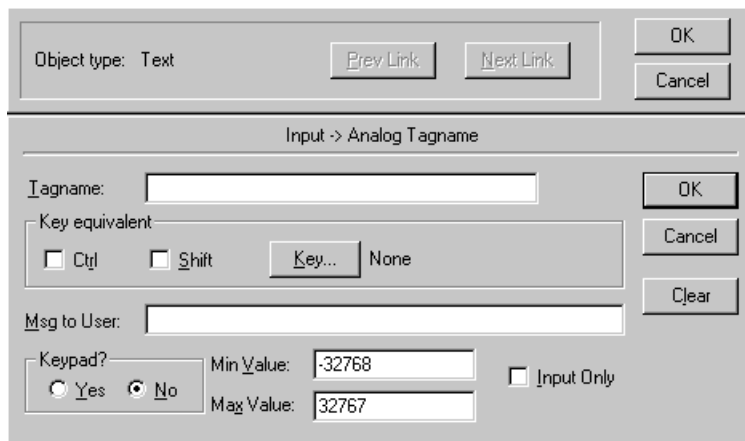 Object type: Text Prev Link Next Link OK
Cancel
Input -> Analog Tagname
Tagname: OK
Key equivalent
Ctrl Shift Key... None Cancel
Clear
Msg to User:
Keypad? Min Value: -32768
Yes No Input Only
Max Value: 32767